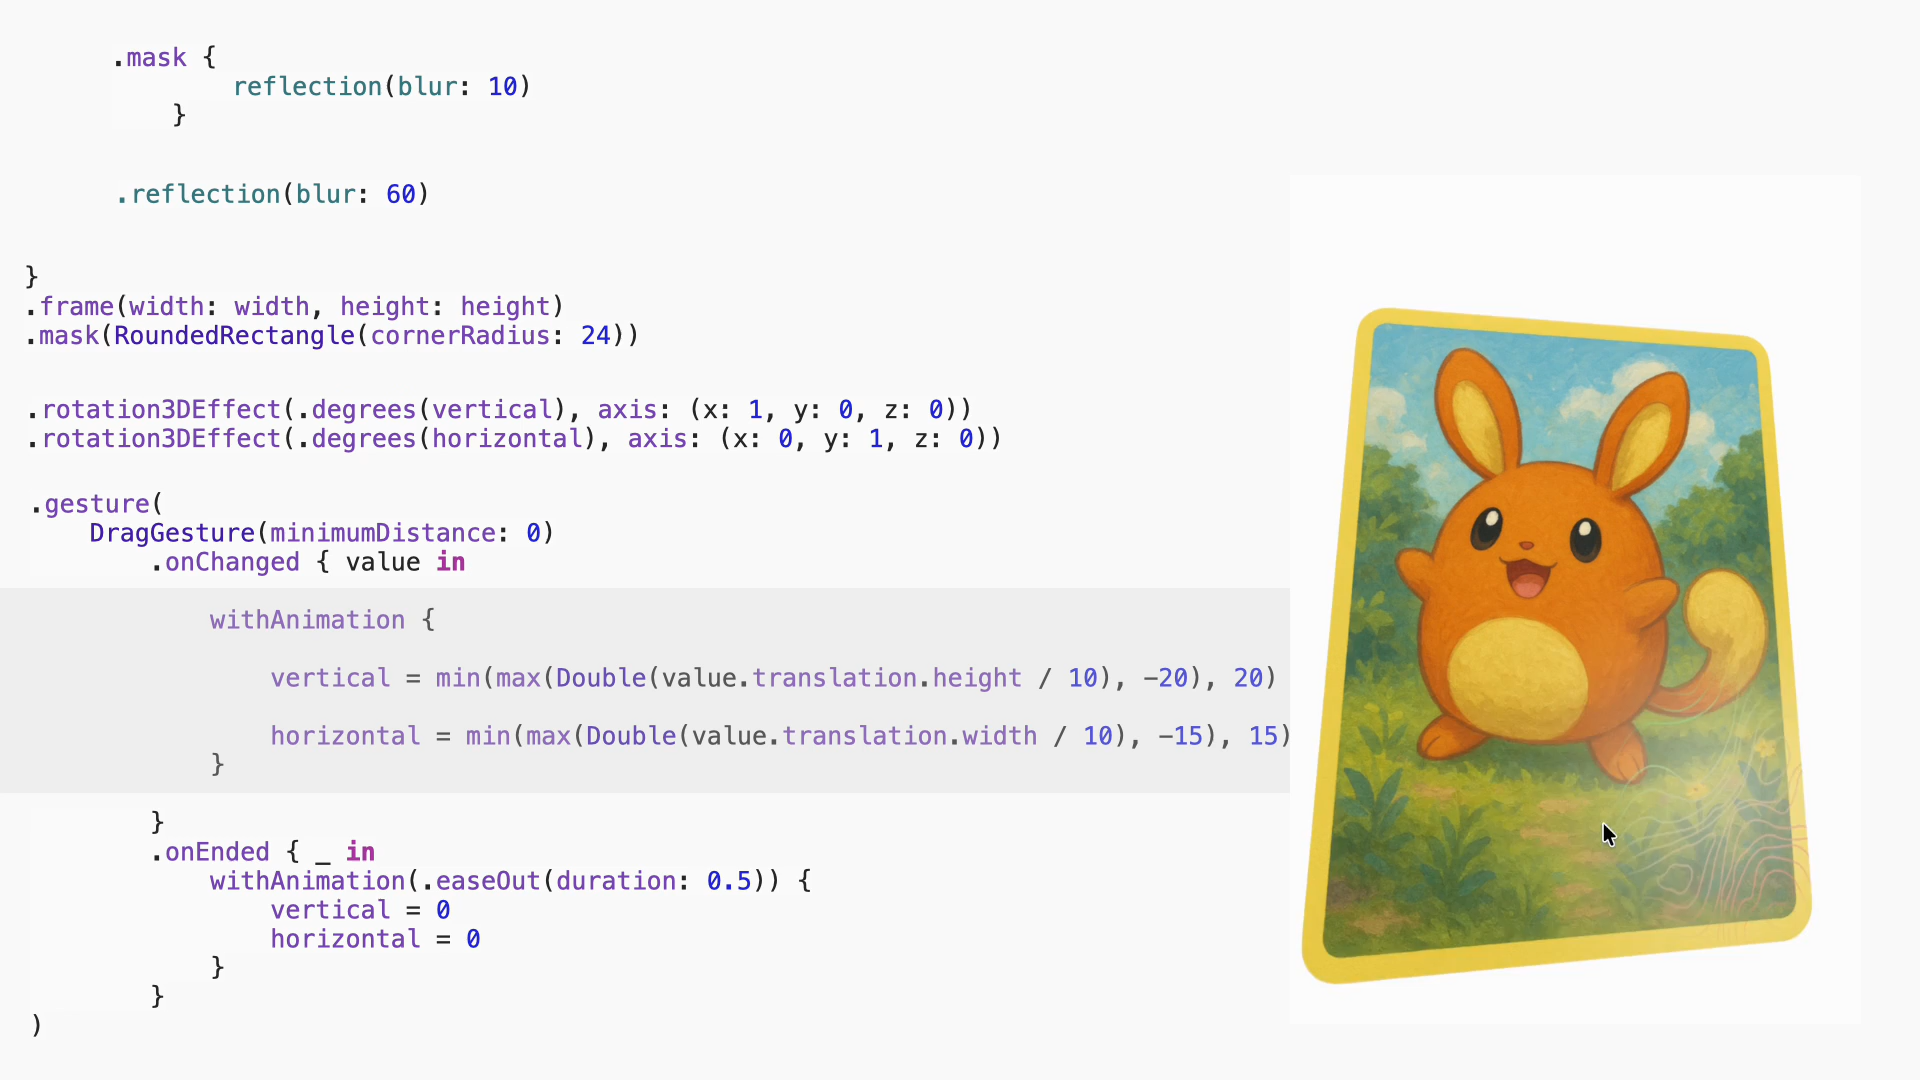 .mask {
reflection(blur: 10)
}
.reflection(blur: 60)
}
.frame(width: width, height: height)
.mask(RoundedRectangle(cornerRadius: 24))
.rotation3DEffect(.degrees(vertical), axis: (x: 1, y: 0, z: 0))
.rotation3DEffect(.degrees(horizontal), axis: (x: 0, y: 1, z: 0))
.gesture(
DragGesture(minimumDistance: 0)
.onChanged { value in
withAnimation {
vertical = min(max(Double(value.translation.height / 10), −20), 20)
horizontal = min(max(Double(value.translation.width / 10), −15), 15)
}
}
.onEnded { _ in
withAnimation(.easeOut(duration: 0.5)) {
vertical = 0
horizontal = 0
}
}
)